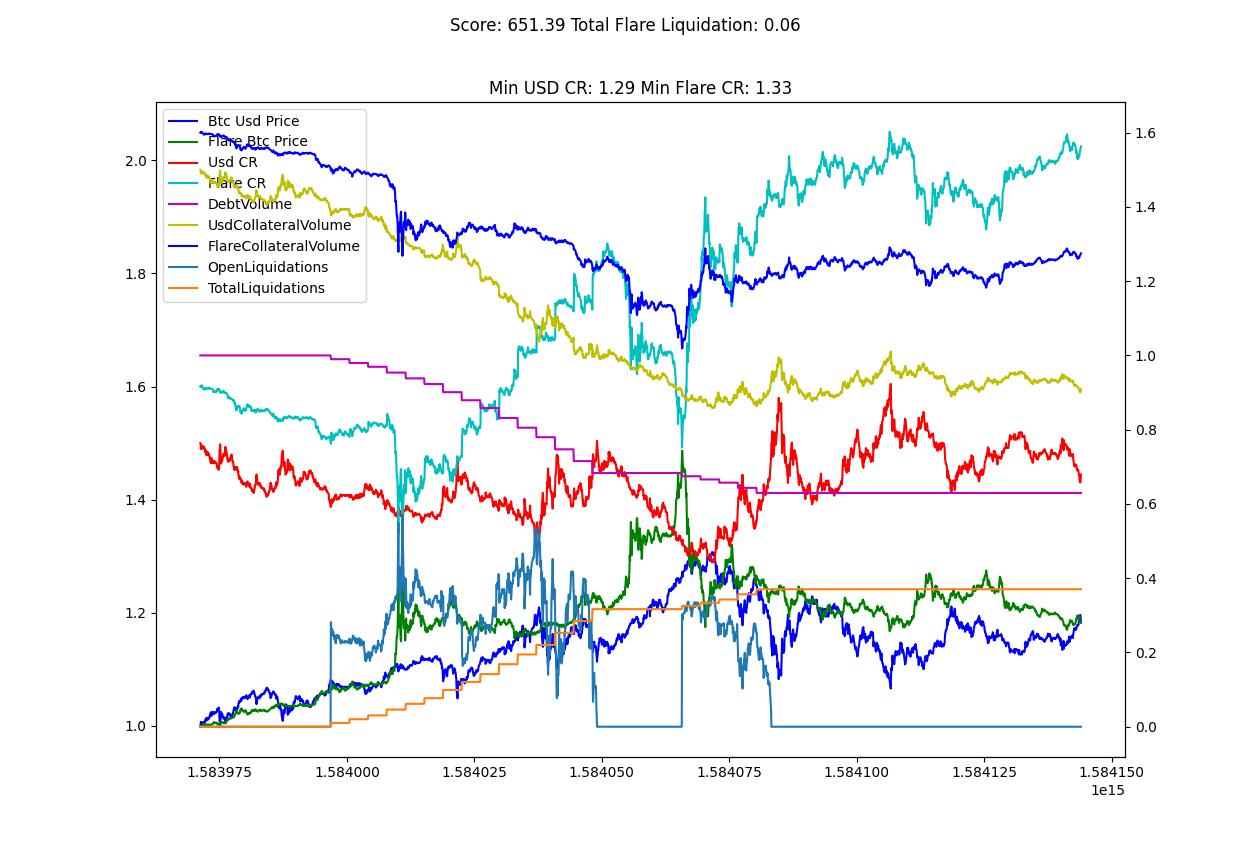 Score: 651.39 Total Flare Liquidation: 0.06
Min USD CR: 1.29 Min Flare CR: 1.33
Btc Usd Price
Flare Btc Price
Usd CR
Flare CR
DebtVolume
UsdCollateralVolume
FlareCollateralVolume
OpenLiquidations
TotalLiquidations
2.0
1.8
1.6
1.4
1.2
1.0
1.6
1.4
1.2
1.0
0.8
0.6
0.4
0.2
0.0
1.583975 1.584000 1.584025 1.584050 1.584075 1.584100 1.584125 1.584150
1e15